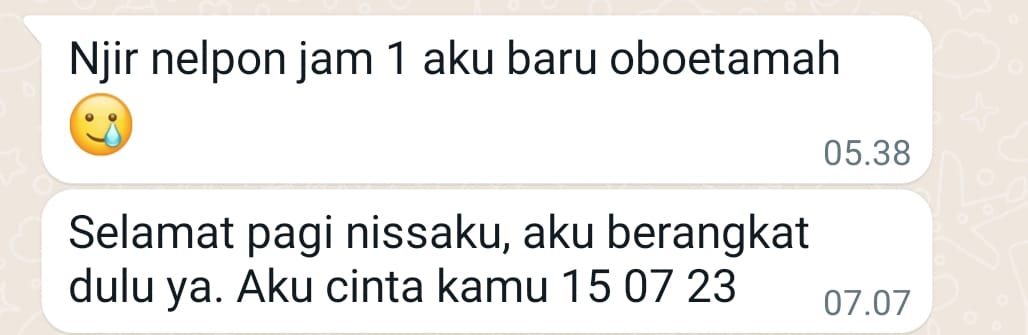 Njir nelpon jam 1 aku baru oboetamah
🥲
05.38
Selamat pagi nissaku, aku berangkat
dulu ya. Aku cinta kamu 15 07 23
07.07